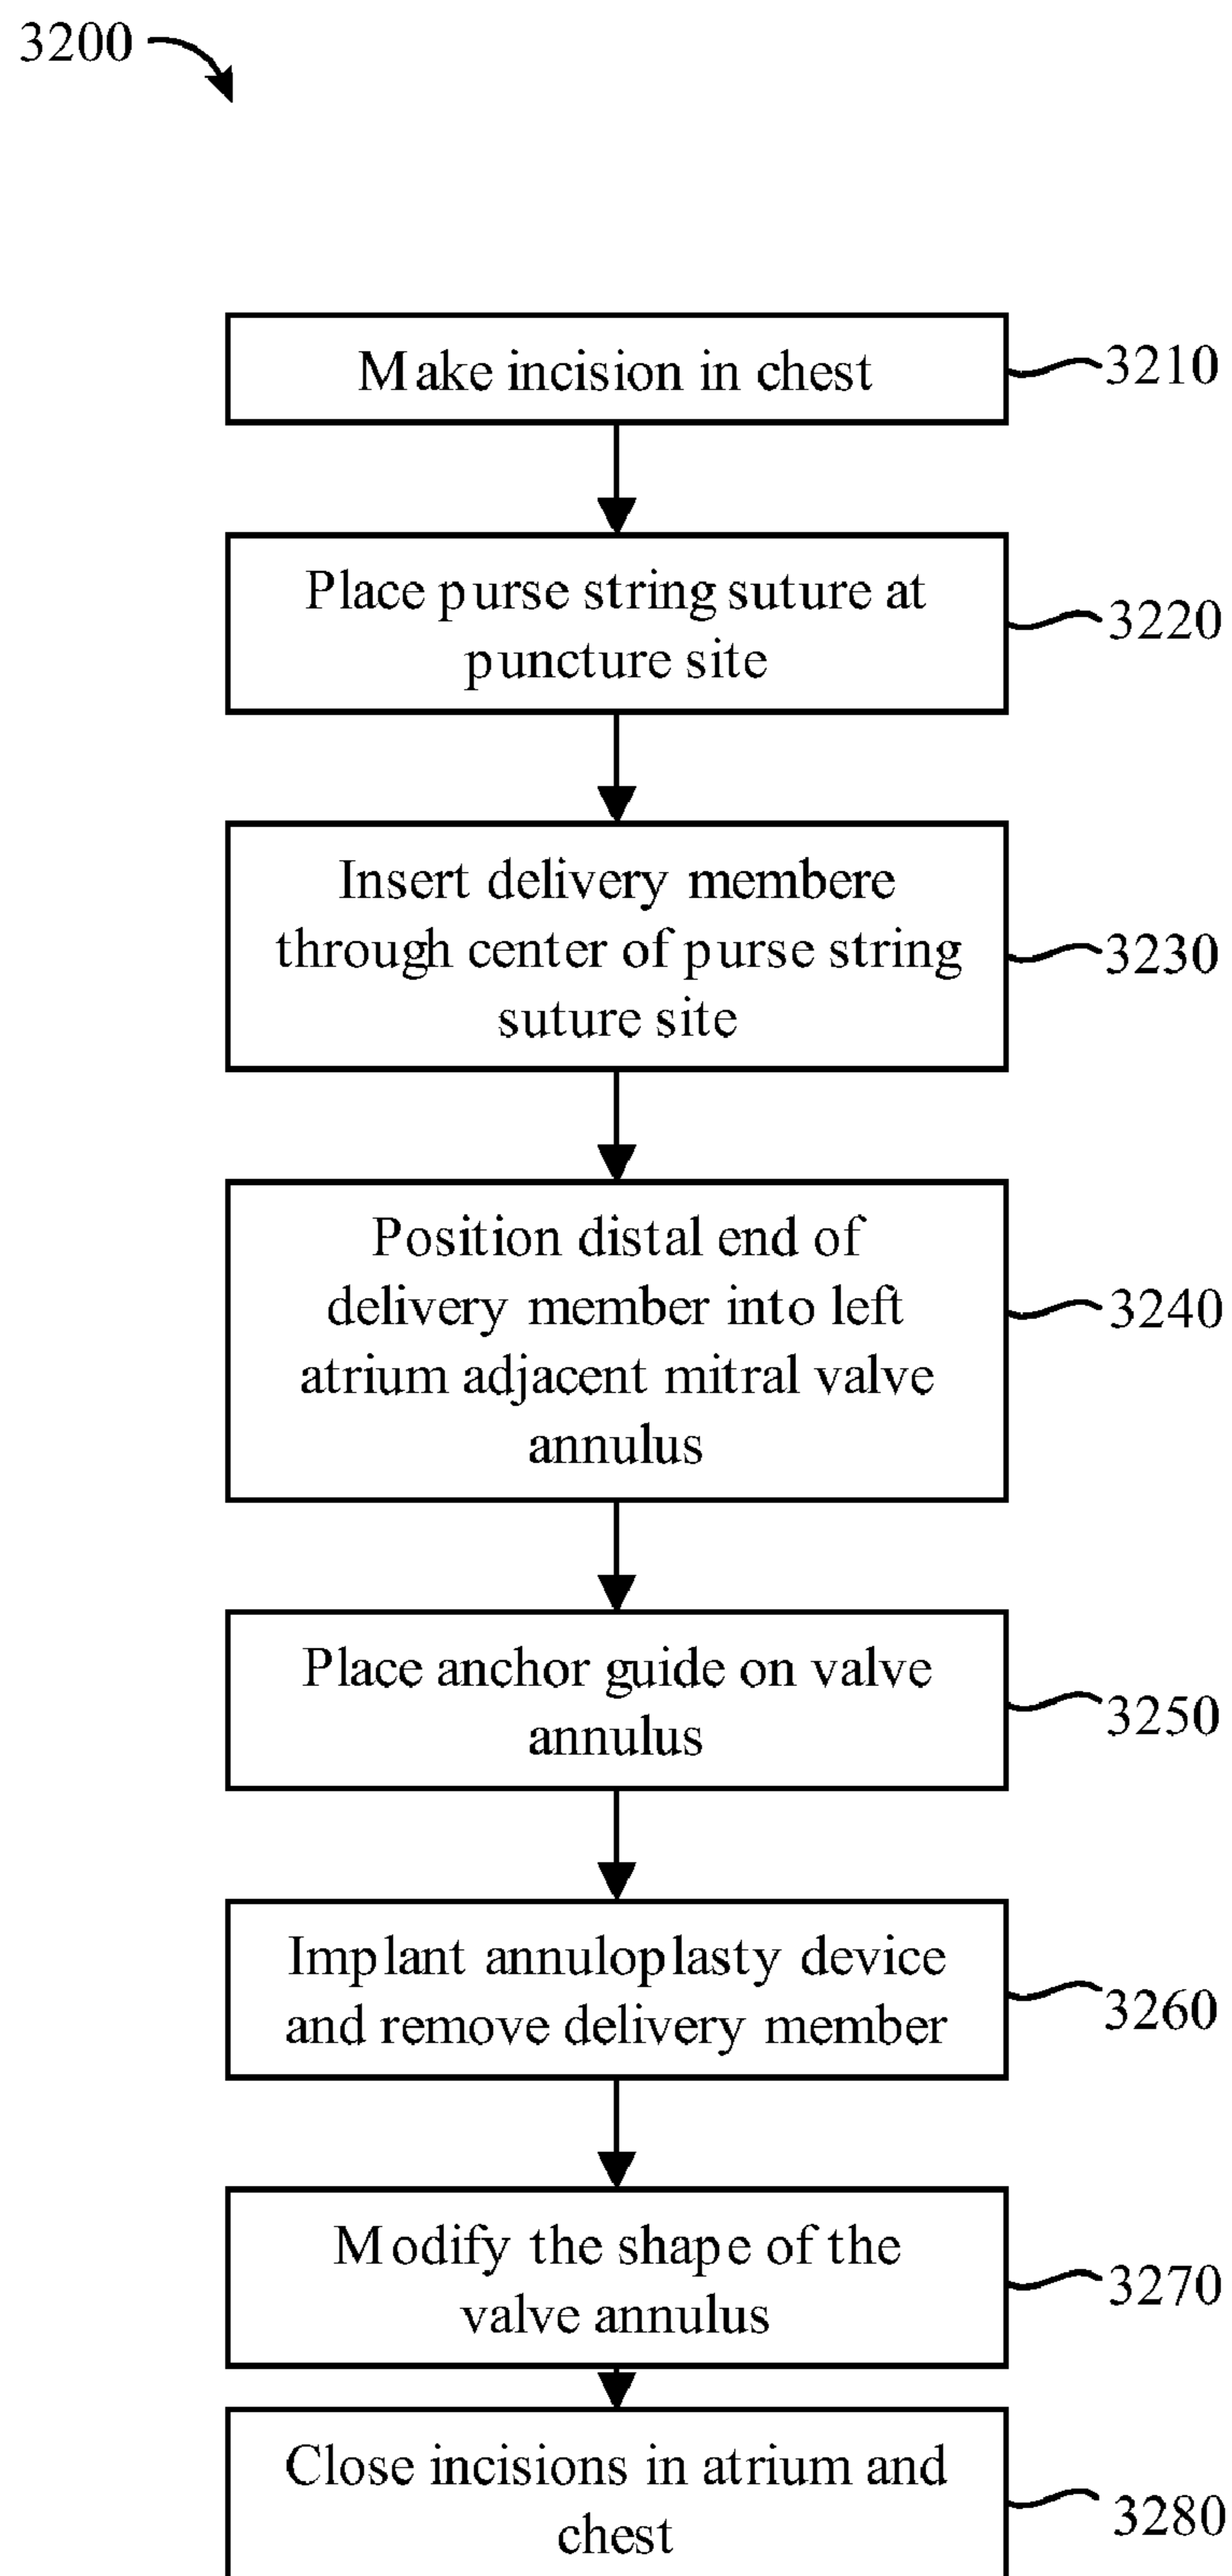 3200
Make incision in chest
3210
Place purse string suture at
puncture site
3220
Insert delivery membere
through center of purse string
suture site
3230
Position distal end of
delivery member into left
atrium adjacent mitral valve
annulus
3240
Place anchor guide on valve
annulus
3250
Implant annuloplasty device
and remove delivery member
3260
Modify the shape of the
valve annulus
3270
Close incisions in atrium and
chest
3280